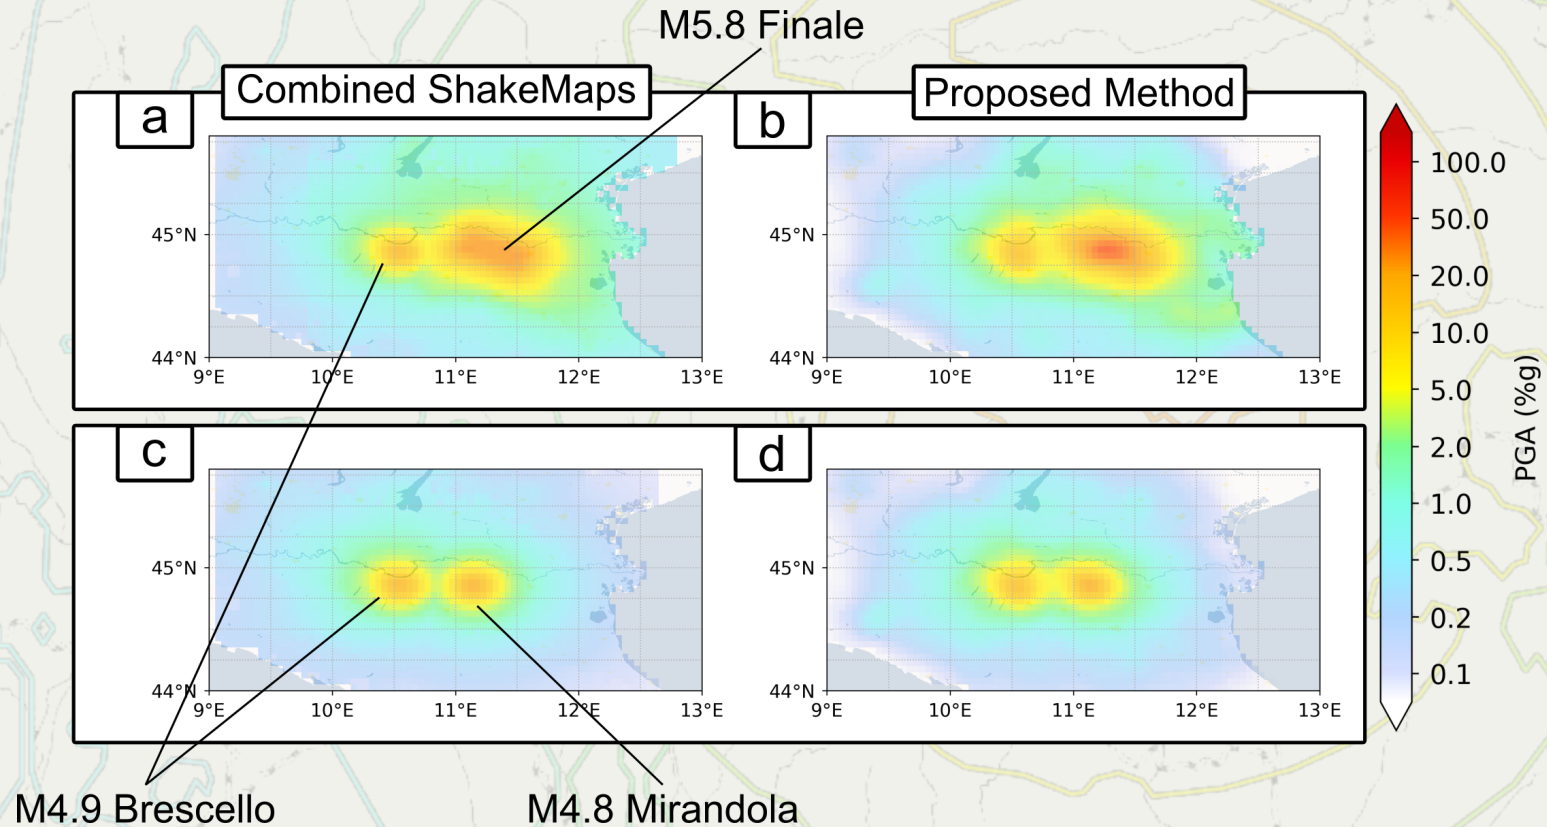 M5.8 Finale
Combined ShakeMaps
Proposed Method
a
b
45°N
44°N
9°E 10°E 11°E 12°E 13°E
45°N
44°N
9°E 10°E 11°E 12°E 13°E
c
d
45°N
44°N
9°E 10°E 11°E 12°E 13°E
45°N
44°N
9°E 10°E 11°E 12°E 13°E
100.0
50.0
20.0
10.0
5.0
2.0
1.0
0.5
0.2
0.1
PGA (%g)
M4.9 Brescello
M4.8 Mirandola